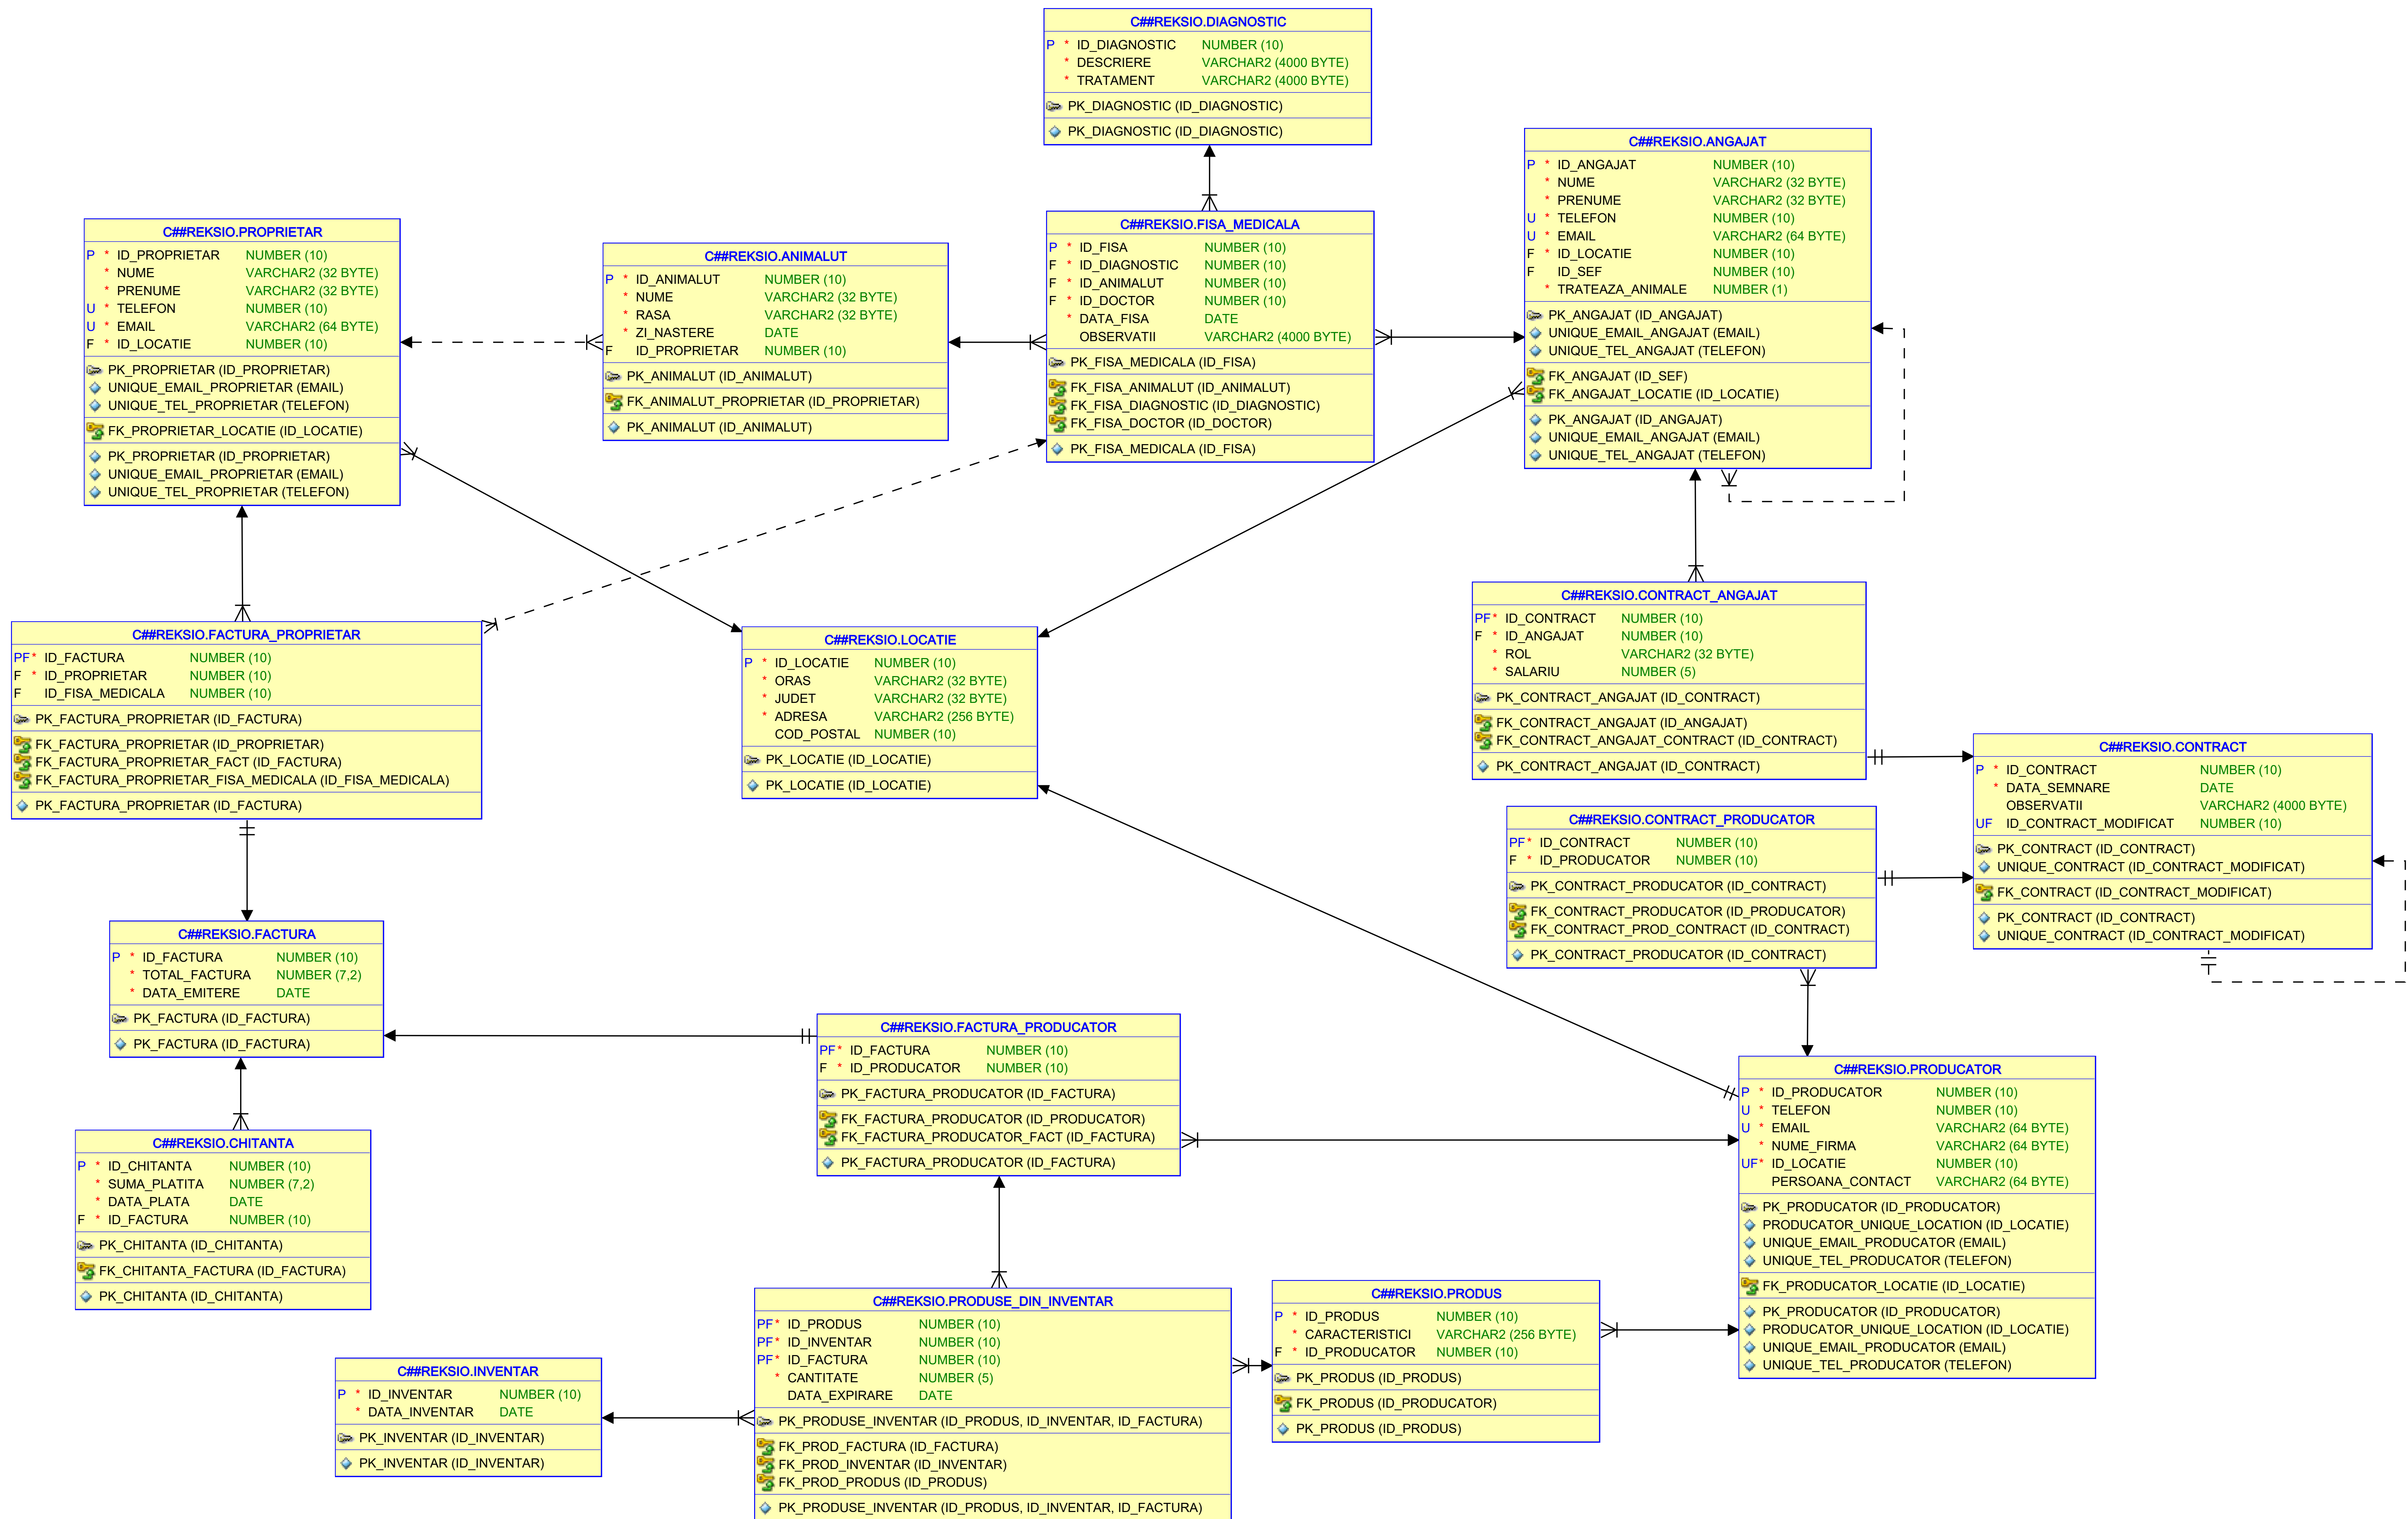 C##REKSIO.DIAGNOSTIC
P * ID_DIAGNOSTIC NUMBER (10)
* DESCRIERE VARCHAR2 (4000 BYTE)
* TRATAMENT VARCHAR2 (4000 BYTE)
PK_DIAGNOSTIC (ID_DIAGNOSTIC)
PK_DIAGNOSTIC (ID_DIAGNOSTIC)
C##REKSIO.ANGAJAT
P * ID_ANGAJAT NUMBER (10)
* NUME VARCHAR2 (32 BYTE)
* PRENUME VARCHAR2 (32 BYTE)
U * TELEFON NUMBER (10)
U * EMAIL VARCHAR2 (64 BYTE)
F * ID_LOCATIE NUMBER (10)
F ID_SEF NUMBER (10)
* TRATEAZA_ANIMALE NUMBER (1)
PK_ANGAJAT (ID_ANGAJAT)
UNIQUE_EMAIL_ANGAJAT (EMAIL)
UNIQUE_TEL_ANGAJAT (TELEFON)
FK_ANGAJAT (ID_SEF)
FK_ANGAJAT_LOCATIE (ID_LOCATIE)
PK_ANGAJAT (ID_ANGAJAT)
UNIQUE_EMAIL_ANGAJAT (EMAIL)
UNIQUE_TEL_ANGAJAT (TELEFON)
C##REKSIO.PROPRIETAR
P * ID_PROPRIETAR NUMBER (10)
* NUME VARCHAR2 (32 BYTE)
* PRENUME VARCHAR2 (32 BYTE)
U * TELEFON NUMBER (10)
U * EMAIL VARCHAR2 (64 BYTE)
F * ID_LOCATIE NUMBER (10)
PK_PROPRIETAR (ID_PROPRIETAR)
UNIQUE_EMAIL_PROPRIETAR (EMAIL)
UNIQUE_TEL_PROPRIETAR (TELEFON)
FK_PROPRIETAR_LOCATIE (ID_LOCATIE)
PK_PROPRIETAR (ID_PROPRIETAR)
UNIQUE_EMAIL_PROPRIETAR (EMAIL)
UNIQUE_TEL_PROPRIETAR (TELEFON)
C##REKSIO.ANIMALUT
P * ID_ANIMALUT NUMBER (10)
* NUME VARCHAR2 (32 BYTE)
* RASA VARCHAR2 (32 BYTE)
* ZI_NASTERE DATE
F ID_PROPRIETAR NUMBER (10)
PK_ANIMALUT (ID_ANIMALUT)
FK_ANIMALUT_PROPRIETAR (ID_PROPRIETAR)
PK_ANIMALUT (ID_ANIMALUT)
C##REKSIO.FISA_MEDICALA
P * ID_FISA NUMBER (10)
F * ID_DIAGNOSTIC NUMBER (10)
F * ID_ANIMALUT NUMBER (10)
F * ID_DOCTOR NUMBER (10)
* DATA_FISA DATE
OBSERVATII VARCHAR2 (4000 BYTE)
PK_FISA_MEDICALA (ID_FISA)
FK_FISA_ANIMALUT (ID_ANIMALUT)
FK_FISA_DIAGNOSTIC (ID_DIAGNOSTIC)
FK_FISA_DOCTOR (ID_DOCTOR)
PK_FISA_MEDICALA (ID_FISA)
C##REKSIO.FACTURA_PROPRIETAR
PF* ID_FACTURA NUMBER (10)
F * ID_PROPRIETAR NUMBER (10)
F ID_FISA_MEDICALA NUMBER (10)
PK_FACTURA_PROPRIETAR (ID_FACTURA)
FK_FACTURA_PROPRIETAR (ID_PROPRIETAR)
FK_FACTURA_PROPRIETAR_FACT (ID_FACTURA)
FK_FACTURA_PROPRIETAR_FISA_MEDICALA (ID_FISA_MEDICALA)
PK_FACTURA_PROPRIETAR (ID_FACTURA)
C##REKSIO.LOCATIE
P * ID_LOCATIE NUMBER (10)
* ORAS VARCHAR2 (32 BYTE)
* JUDET VARCHAR2 (32 BYTE)
* ADRESA VARCHAR2 (256 BYTE)
COD_POSTAL NUMBER (10)
PK_LOCATIE (ID_LOCATIE)
PK_LOCATIE (ID_LOCATIE)
C##REKSIO.CONTRACT_ANGAJAT
PF* ID_CONTRACT NUMBER (10)
F * ID_ANGAJAT NUMBER (10)
* ROL VARCHAR2 (32 BYTE)
* SALARIU NUMBER (5)
PK_CONTRACT_ANGAJAT (ID_CONTRACT)
FK_CONTRACT_ANGAJAT (ID_ANGAJAT)
FK_CONTRACT_ANGAJAT_CONTRACT (ID_CONTRACT)
PK_CONTRACT_ANGAJAT (ID_CONTRACT)
C##REKSIO.CONTRACT
P * ID_CONTRACT NUMBER (10)
* DATA_SEMNARE DATE
OBSERVATII VARCHAR2 (4000 BYTE)
UF ID_CONTRACT_MODIFICAT NUMBER (10)
PK_CONTRACT (ID_CONTRACT)
UNIQUE_CONTRACT (ID_CONTRACT_MODIFICAT)
FK_CONTRACT (ID_CONTRACT_MODIFICAT)
PK_CONTRACT (ID_CONTRACT)
UNIQUE_CONTRACT (ID_CONTRACT_MODIFICAT)
C##REKSIO.CONTRACT_PRODUCATOR
PF* ID_CONTRACT NUMBER (10)
F * ID_PRODUCATOR NUMBER (10)
PK_CONTRACT_PRODUCATOR (ID_CONTRACT)
FK_CONTRACT_PRODUCATOR (ID_PRODUCATOR)
FK_CONTRACT_PROD_CONTRACT (ID_CONTRACT)
PK_CONTRACT_PRODUCATOR (ID_CONTRACT)
C##REKSIO.FACTURA
P * ID_FACTURA NUMBER (10)
* TOTAL_FACTURA NUMBER (7,2)
* DATA_EMITERE DATE
PK_FACTURA (ID_FACTURA)
PK_FACTURA (ID_FACTURA)
C##REKSIO.FACTURA_PRODUCATOR
PF* ID_FACTURA NUMBER (10)
F * ID_PRODUCATOR NUMBER (10)
PK_FACTURA_PRODUCATOR (ID_FACTURA)
FK_FACTURA_PRODUCATOR (ID_PRODUCATOR)
FK_FACTURA_PRODUCATOR_FACT (ID_FACTURA)
PK_FACTURA_PRODUCATOR (ID_FACTURA)
C##REKSIO.PRODUCATOR
P * ID_PRODUCATOR NUMBER (10)
U * TELEFON NUMBER (10)
U * EMAIL VARCHAR2 (64 BYTE)
* NUME_FIRMA VARCHAR2 (64 BYTE)
UF* ID_LOCATIE NUMBER (10)
PERSOANA_CONTACT VARCHAR2 (64 BYTE)
PK_PRODUCATOR (ID_PRODUCATOR)
PRODUCATOR_UNIQUE_LOCATION (ID_LOCATIE)
UNIQUE_EMAIL_PRODUCATOR (EMAIL)
UNIQUE_TEL_PRODUCATOR (TELEFON)
FK_PRODUCATOR_LOCATIE (ID_LOCATIE)
PK_PRODUCATOR (ID_PRODUCATOR)
PRODUCATOR_UNIQUE_LOCATION (ID_LOCATIE)
UNIQUE_EMAIL_PRODUCATOR (EMAIL)
UNIQUE_TEL_PRODUCATOR (TELEFON)
C##REKSIO.CHITANTA
P * ID_CHITANTA NUMBER (10)
* SUMA_PLATITA NUMBER (7,2)
* DATA_PLATA DATE
F * ID_FACTURA NUMBER (10)
PK_CHITANTA (ID_CHITANTA)
FK_CHITANTA_FACTURA (ID_FACTURA)
PK_CHITANTA (ID_CHITANTA)
C##REKSIO.PRODUSE_DIN_INVENTAR
PF* ID_PRODUS NUMBER (10)
PF* ID_INVENTAR NUMBER (10)
PF* ID_FACTURA NUMBER (10)
* CANTITATE NUMBER (5)
DATA_EXPIRARE DATE
PK_PRODUSE_INVENTAR (ID_PRODUS, ID_INVENTAR, ID_FACTURA)
FK_PROD_FACTURA (ID_FACTURA)
FK_PROD_INVENTAR (ID_INVENTAR)
FK_PROD_PRODUS (ID_PRODUS)
PK_PRODUSE_INVENTAR (ID_PRODUS, ID_INVENTAR, ID_FACTURA)
C##REKSIO.PRODUS
P * ID_PRODUS NUMBER (10)
* CARACTERISTICI VARCHAR2 (256 BYTE)
F * ID_PRODUCATOR NUMBER (10)
PK_PRODUS (ID_PRODUS)
FK_PRODUS (ID_PRODUCATOR)
PK_PRODUS (ID_PRODUS)
C##REKSIO.INVENTAR
P * ID_INVENTAR NUMBER (10)
* DATA_INVENTAR DATE
PK_INVENTAR (ID_INVENTAR)
PK_INVENTAR (ID_INVENTAR)